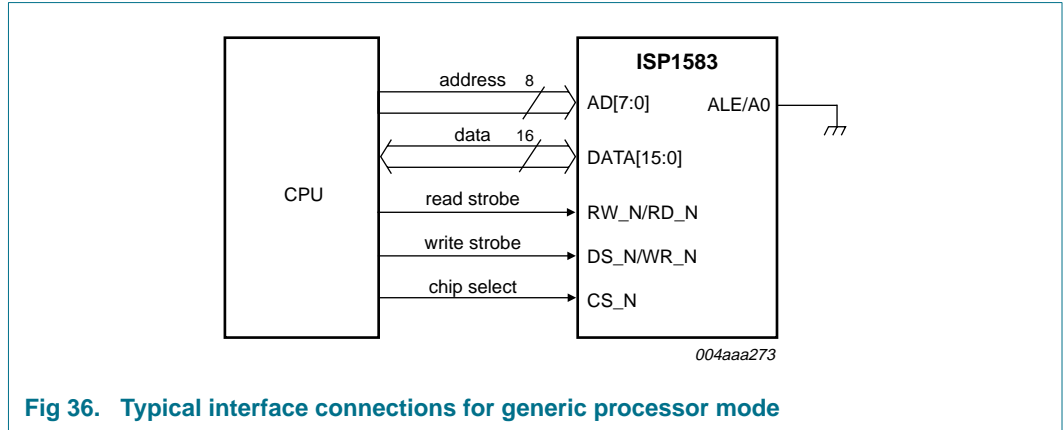 ISP1583
address 8
AD[7:0]
ALE/A0
data 16
DATA[15:0]
CPU
read strobe
RW_N/RD_N
write strobe
DS_N/WR_N
chip select
CS_N
004aaa273
Fig 36. Typical interface connections for generic processor mode